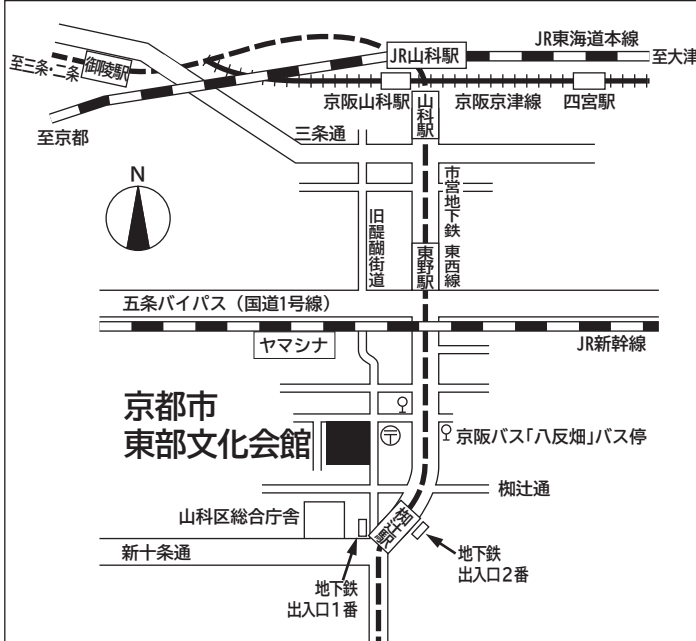 JR東海道本線
至三条・二条
御陵駅
JR山科駅
至大津
京阪山科駅
京阪京津線
四宮駅
至京都
山科駅
三条通
N
市営地下鉄 東西線
旧醍醐街道
東野駅
五条バイパス（国道1号線）
ヤマシナ
JR新幹線
京都市
東部文化会館
〒
京阪バス「八反畑」バス停
椥辻通
山科区総合庁舎
椥辻駅
新十条通
地下鉄
出入口1番
地下鉄
出入口2番